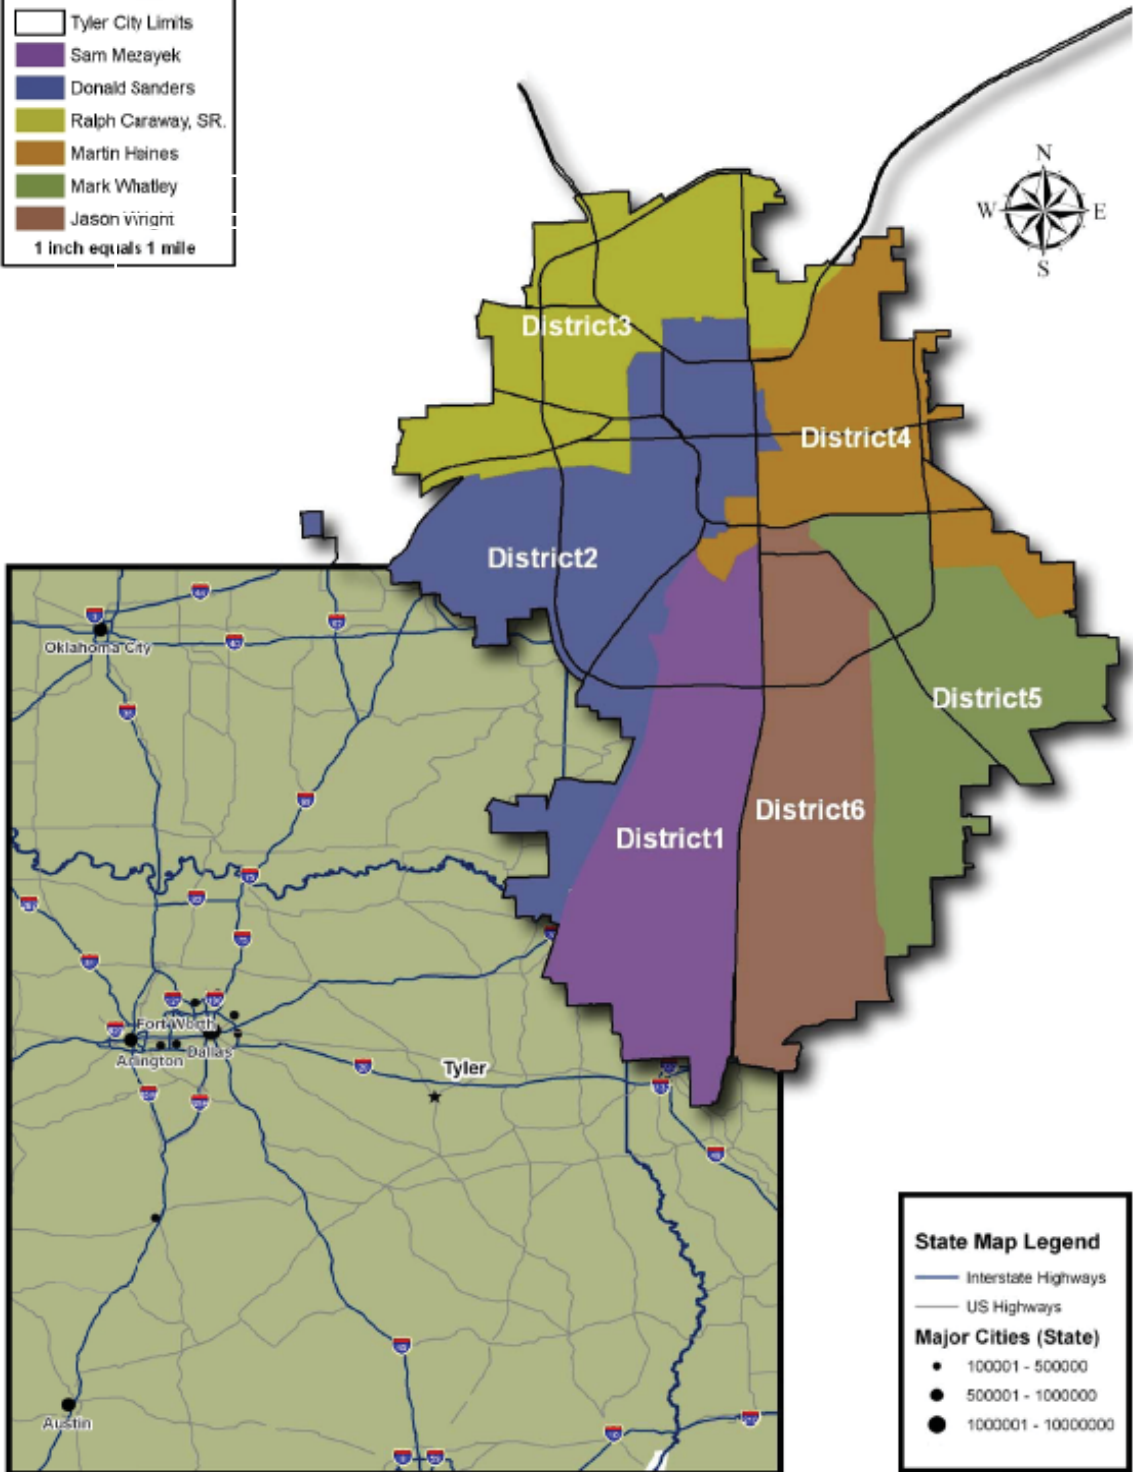 Tyler City Limits
Sam Mezayek
Donald Sanders
Ralph Caraway, SR.
Martin Heines
Mark Whatley
Jason Wright
1 inch equals 1 mile
N
W E
S
District3
District4
District2
District5
District6
District1
Oklahoma City
Fort Worth
Arlington Dallas
Tyler
Austin
State Map Legend
Interstate Highways
US Highways
Major Cities (State)
100001 - 500000
500001 - 1000000
1000001 - 10000000